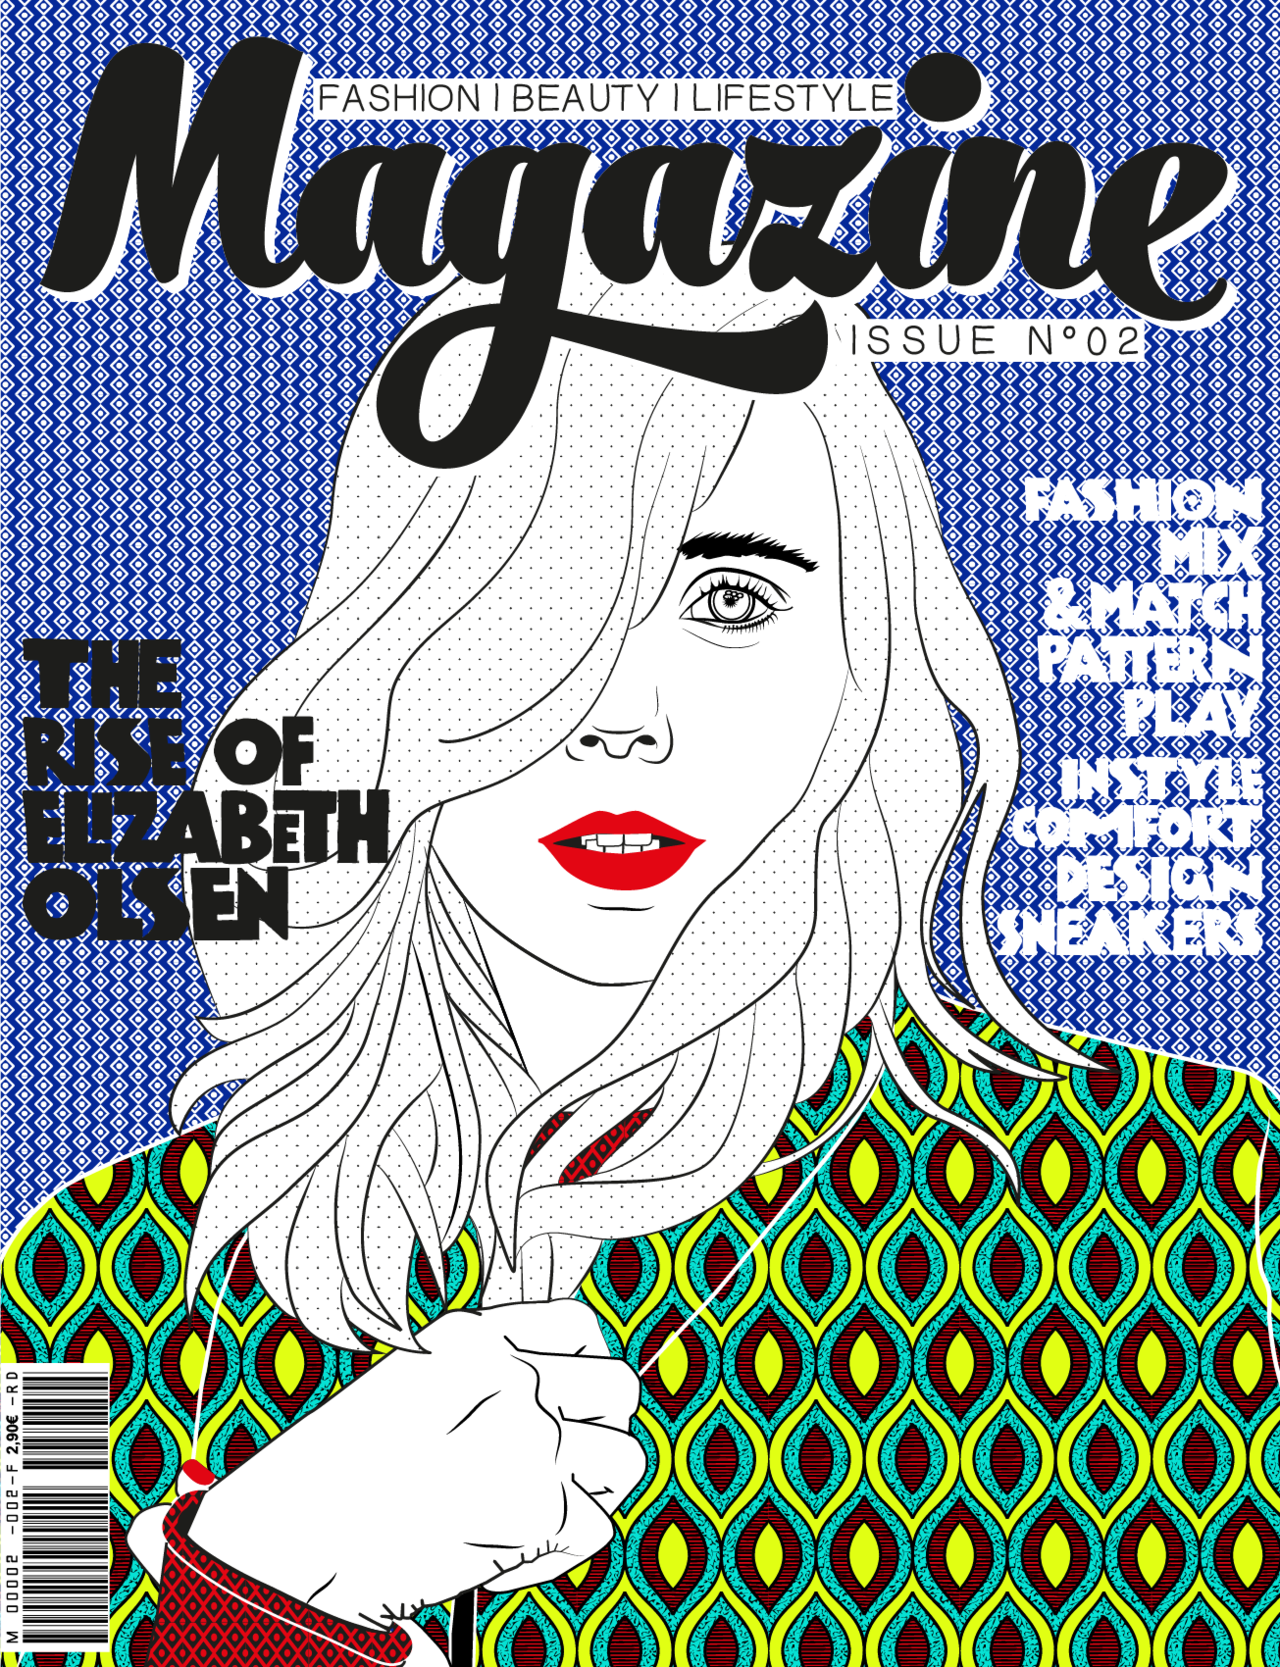 FASHION | BEAUTY | LIFESTYLE
Magazine
ISSUE Nº02
FASHION
MIX
& MATCH
PATTERN
PLAY
INSTYLE
COMFORT
DESIGN
SNEAKERS
THE
RISE OF
ELIZABETH
OLSEN
M 00002 -002-F 2,90€ -RD